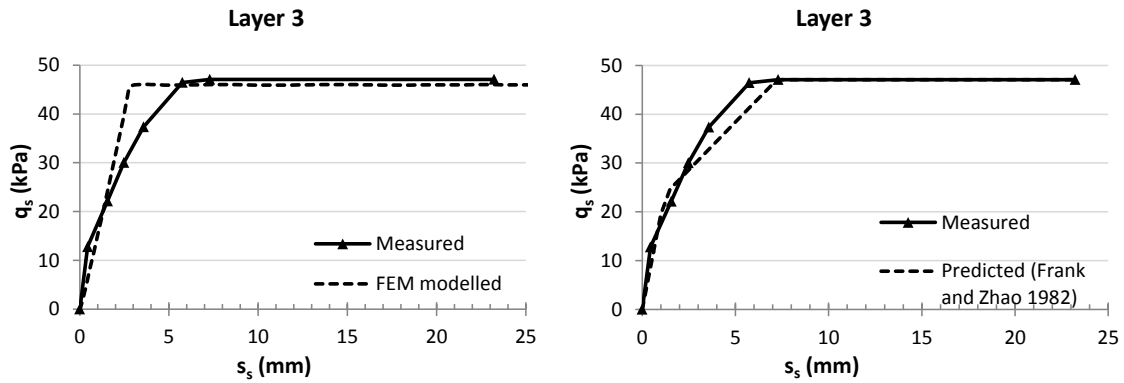 Layer 3
50
40
30
20
10
0
qs (kPa)
0 5 10 15 20 25
ss (mm)
Measured
FEM modelled
Layer 3
50
40
30
20
10
0
qs (kPa)
0 5 10 15 20 25
ss (mm)
Measured
Predicted (Frank
and Zhao 1982)